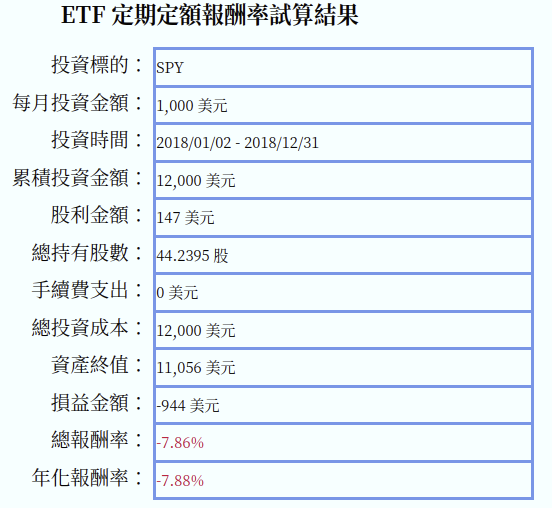 ETF 定期定額報酬率試算結果
投資標的：SPY
每月投資金額：1,000 美元
投資時間：2018/01/02 - 2018/12/31
累積投資金額：12,000 美元
股利金額：147 美元
總持有股數：44.2395 股
手續費支出：0 美元
總投資成本：12,000 美元
資產終值：11,056 美元
損益金額：-944 美元
總報酬率：-7.86%
年化報酬率：-7.88%